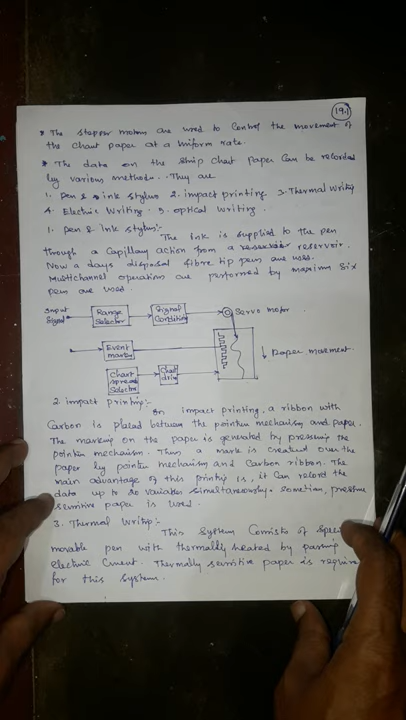 19.1
* The stepper motors are used to Control the movement of
the chart paper at a uniform rate.
* The data on the strip chart paper Can be recorded
by various methods. They are
1. pen & ink stylus 2. impact printing 3. Thermal writing
4. Electric writing. 5. optical writing.
1. pen & ink stylus:-
The ink is supplied to the pen
through a Capillary action from a reservoir.
Now a days disposal fibre tip pens are used.
Multichannel operations are performed by maximum six
pens are used.
Input
Signal
Range
Selector
Signal
Condition
Servo motor
Event
marker
paper movement
Chart
speed
Selector
Chart
drive
2. impact printing:-
In impact printing, a ribbon with
Carbon is placed between the pointer mechanism and paper.
The marking on the paper is generated by pressing the
pointer mechanism. Thus a mark is created over the
paper by pointer mechanism and Carbon ribbon. The
main advantage of this printing is, it Can record the
data up to variables simultaneously. sometimes, pressure
sensitive paper is used.
3. Thermal writing:-
This system Consists of
movable pen with thermally heated by passing
electric Current. Thermally sensitive paper is require
for this system.